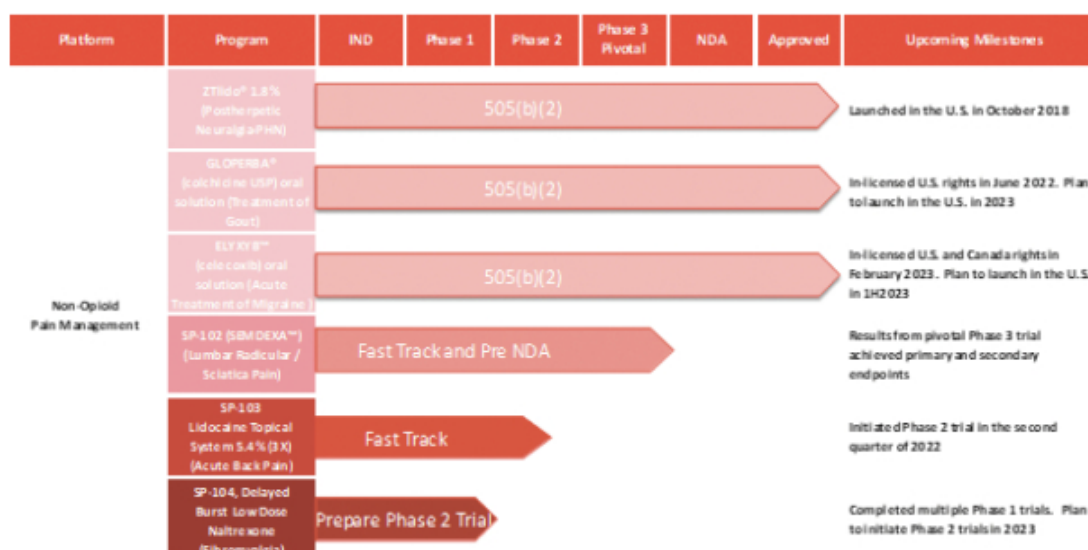 Platform
Program
IND
Phase 1
Phase 2
Phase 3
Pivotal
NDA
Approved
Upcoming Milestones
Non-Opioid
Pain Management
ZTlido® 1.8%
(Postherpetic
Neuralgia-PHN)
505(b)(2)
Launched in the U.S. in October 2018
GLOPERBA®
(colchicine USP) oral
solution (Treatment of
Gout)
505(b)(2)
In-licensed U.S. rights in June 2022. Plan
to launch in the U.S. in 2023
ELYXYB™
(celecoxib) oral
solution (Acute
Treatment of Migraine)
505(b)(2)
In-licensed U.S. and Canada rights in
February 2023. Plan to launch in the U.S.
in 1H2023
SP-102 (SEMDEXA™)
(Lumbar Radicular /
Sciatica Pain)
Fast Track and Pre NDA
Results from pivotal Phase 3 trial
achieved primary and secondary
endpoints
SP-103
Lidocaine Topical
System 5.4% (3X)
(Acute Back Pain)
Fast Track
Initiated Phase 2 trial in the second
quarter of 2022
SP-104, Delayed
Burst Low Dose
Naltrexone
(Fibromyalgia)
Prepare Phase 2 Trial
Completed multiple Phase 1 trials. Plan
to initiate Phase 2 trials in 2023